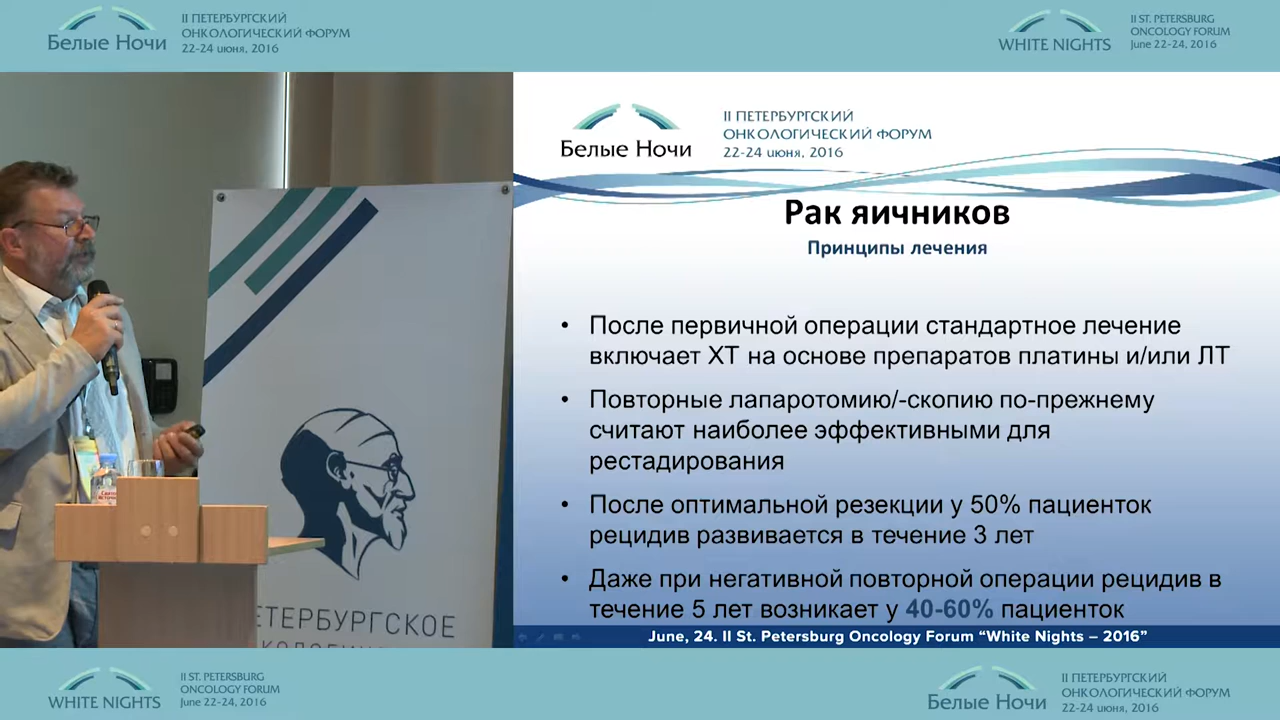 Белые Ночи
II ПЕТЕРБУРГСКИЙ
ОНКОЛОГИЧЕСКИЙ ФОРУМ
22-24 июня, 2016
WHITE NIGHTS
II ST. PETERSBURG
ONCOLOGY FORUM
June 22-24, 2016
Белые Ночи
II ПЕТЕРБУРГСКИЙ
ОНКОЛОГИЧЕСКИЙ ФОРУМ
22-24 июня, 2016
Рак яичников
Принципы лечения
• После первичной операции стандартное лечение
включает ХТ на основе препаратов платины и/или ЛТ
• Повторные лапаротомию/-скопию по-прежнему
считают наиболее эффективными для
рестадирования
• После оптимальной резекции у 50% пациенток
рецидив развивается в течение 3 лет
• Даже при негативной повторной операции рецидив в
течение 5 лет возникает у 40-60% пациенток
June, 24. II St. Petersburg Oncology Forum “White Nights – 2016”
ЕТЕРБУРГСКОЕ
WHITE NIGHTS
II ST. PETERSBURG
ONCOLOGY FORUM
June 22-24, 2016
Белые Ночи
II ПЕТЕРБУРГСКИЙ
ОНКОЛОГИЧЕСКИЙ ФОРУМ
22-24 июня, 2016